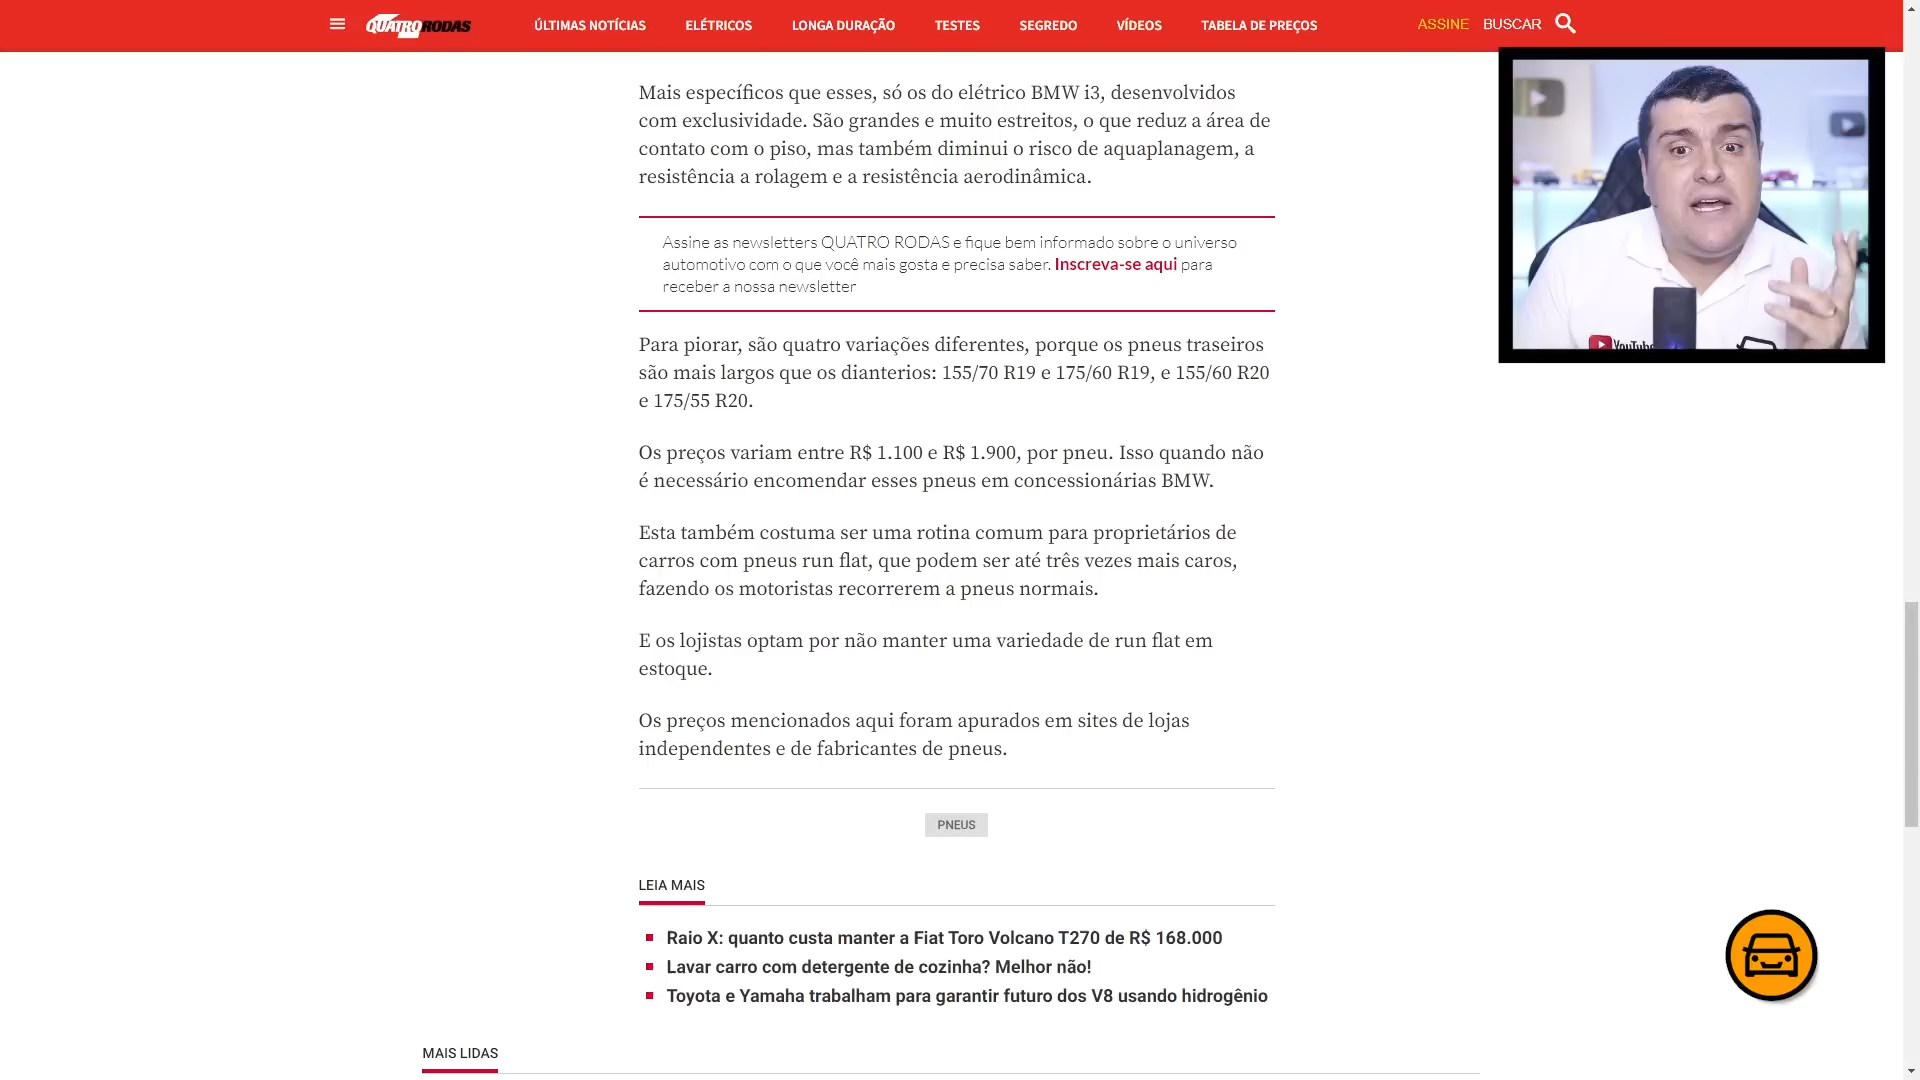 QUATRO RODAS
ÚLTIMAS NOTÍCIAS
ELÉTRICOS
LONGA DURAÇÃO
TESTES
SEGREDO
VÍDEOS
TABELA DE PREÇOS
ASSINE
BUSCAR
Mais específicos que esses, só os do elétrico BMW i3, desenvolvidos
com exclusividade. São grandes e muito estreitos, o que reduz a área de
contato com o piso, mas também diminui o risco de aquaplanagem, a
resistência a rolagem e a resistência aerodinâmica.
Assine as newsletters QUATRO RODAS e fique bem informado sobre o universo
automotivo com o que você mais gosta e precisa saber. Inscreva-se aqui para
receber a nossa newsletter
Para piorar, são quatro variações diferentes, porque os pneus traseiros
são mais largos que os dianterios: 155/70 R19 e 175/60 R19, e 155/60 R20
e 175/55 R20.
Os preços variam entre R$ 1.100 e R$ 1.900, por pneu. Isso quando não
é necessário encomendar esses pneus em concessionárias BMW.
Esta também costuma ser uma rotina comum para proprietários de
carros com pneus run flat, que podem ser até três vezes mais caros,
fazendo os motoristas recorrerem a pneus normais.
E os lojistas optam por não manter uma variedade de run flat em
estoque.
Os preços mencionados aqui foram apurados em sites de lojas
independentes e de fabricantes de pneus.
PNEUS
LEIA MAIS
Raio X: quanto custa manter a Fiat Toro Volcano T270 de R$ 168.000
Lavar carro com detergente de cozinha? Melhor não!
Toyota e Yamaha trabalham para garantir futuro dos V8 usando hidrogênio
MAIS LIDAS
YouTube